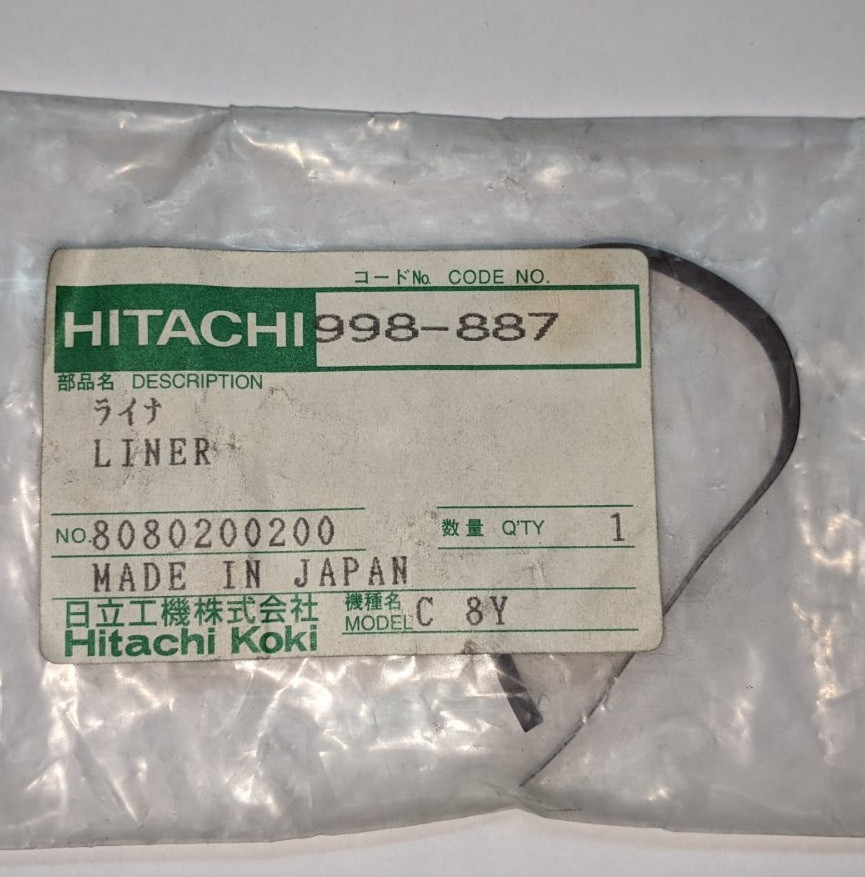 コードNo. CODE NO.
HITACHI 998-887
部品名 DESCRIPTION
ライナ
LINER
NO. 8080200200 数量 Q'TY 1
MADE IN JAPAN
日立工機株式会社 機種名
Hitachi Koki MODEL C 8Y